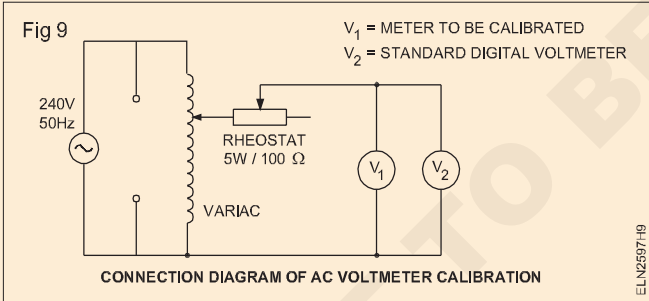 Fig 9
V1 = METER TO BE CALIBRATED
V2 = STANDARD DIGITAL VOLTMETER
240V
50Hz
RHEOSTAT
5W / 100 Ω
VARIAC
V1
V2
CONNECTION DIAGRAM OF AC VOLTMETER CALIBRATION
ELN2597H9